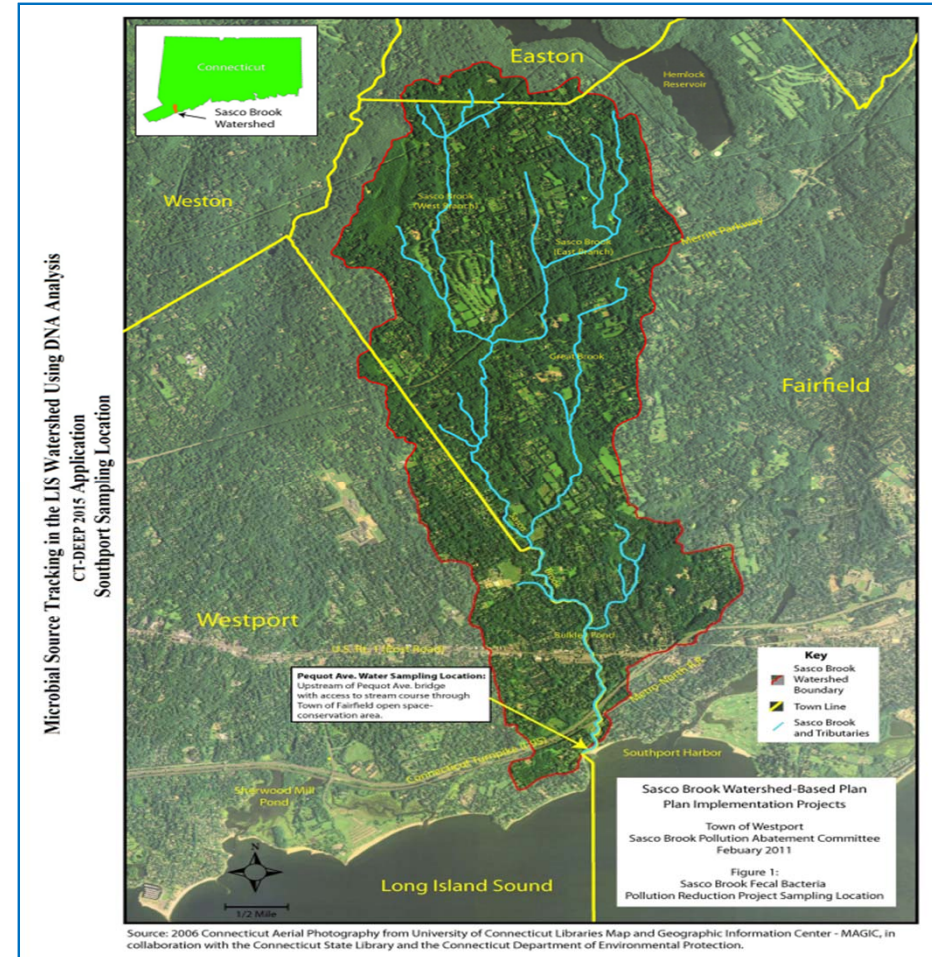 Microbial Source Tracking in the LIS Watershed Using DNA Analysis
CT-DEEP 2015 Application
Southport Sampling Location
Connecticut
Sasco Brook
Watershed
Easton
Hemlock
Reservoir
Weston
Sasco Brook
(West Branch)
Sasco Brook
(East Branch)
Merritt Parkway
Great Brook
Fairfield
Westport
Bulkley Pond
U.S. Rt. 1 (Post Road)
Metro North R.R.
Pequot Ave. Water Sampling Location:
Upstream of Pequot Ave. bridge
with access to stream course through
Town of Fairfield open space-
conservation area.
Key
Sasco Brook
Watershed
Boundary
Town Line
Sasco Brook
and Tributaries
Connecticut Turnpike (I-95)
Southport Harbor
Sherwood Mill
Pond
N
1/2 Mile
Long Island Sound
Sasco Brook Watershed-Based Plan
Plan Implementation Projects
Town of Westport
Sasco Brook Pollution Abatement Committee
Febuary 2011
Figure 1:
Sasco Brook Fecal Bacteria
Pollution Reduction Project Sampling Location
Source: 2006 Connecticut Aerial Photography from University of Connecticut Libraries Map and Geographic Information Center - MAGIC, in
collaboration with the Connecticut State Library and the Connecticut Department of Environmental Protection.